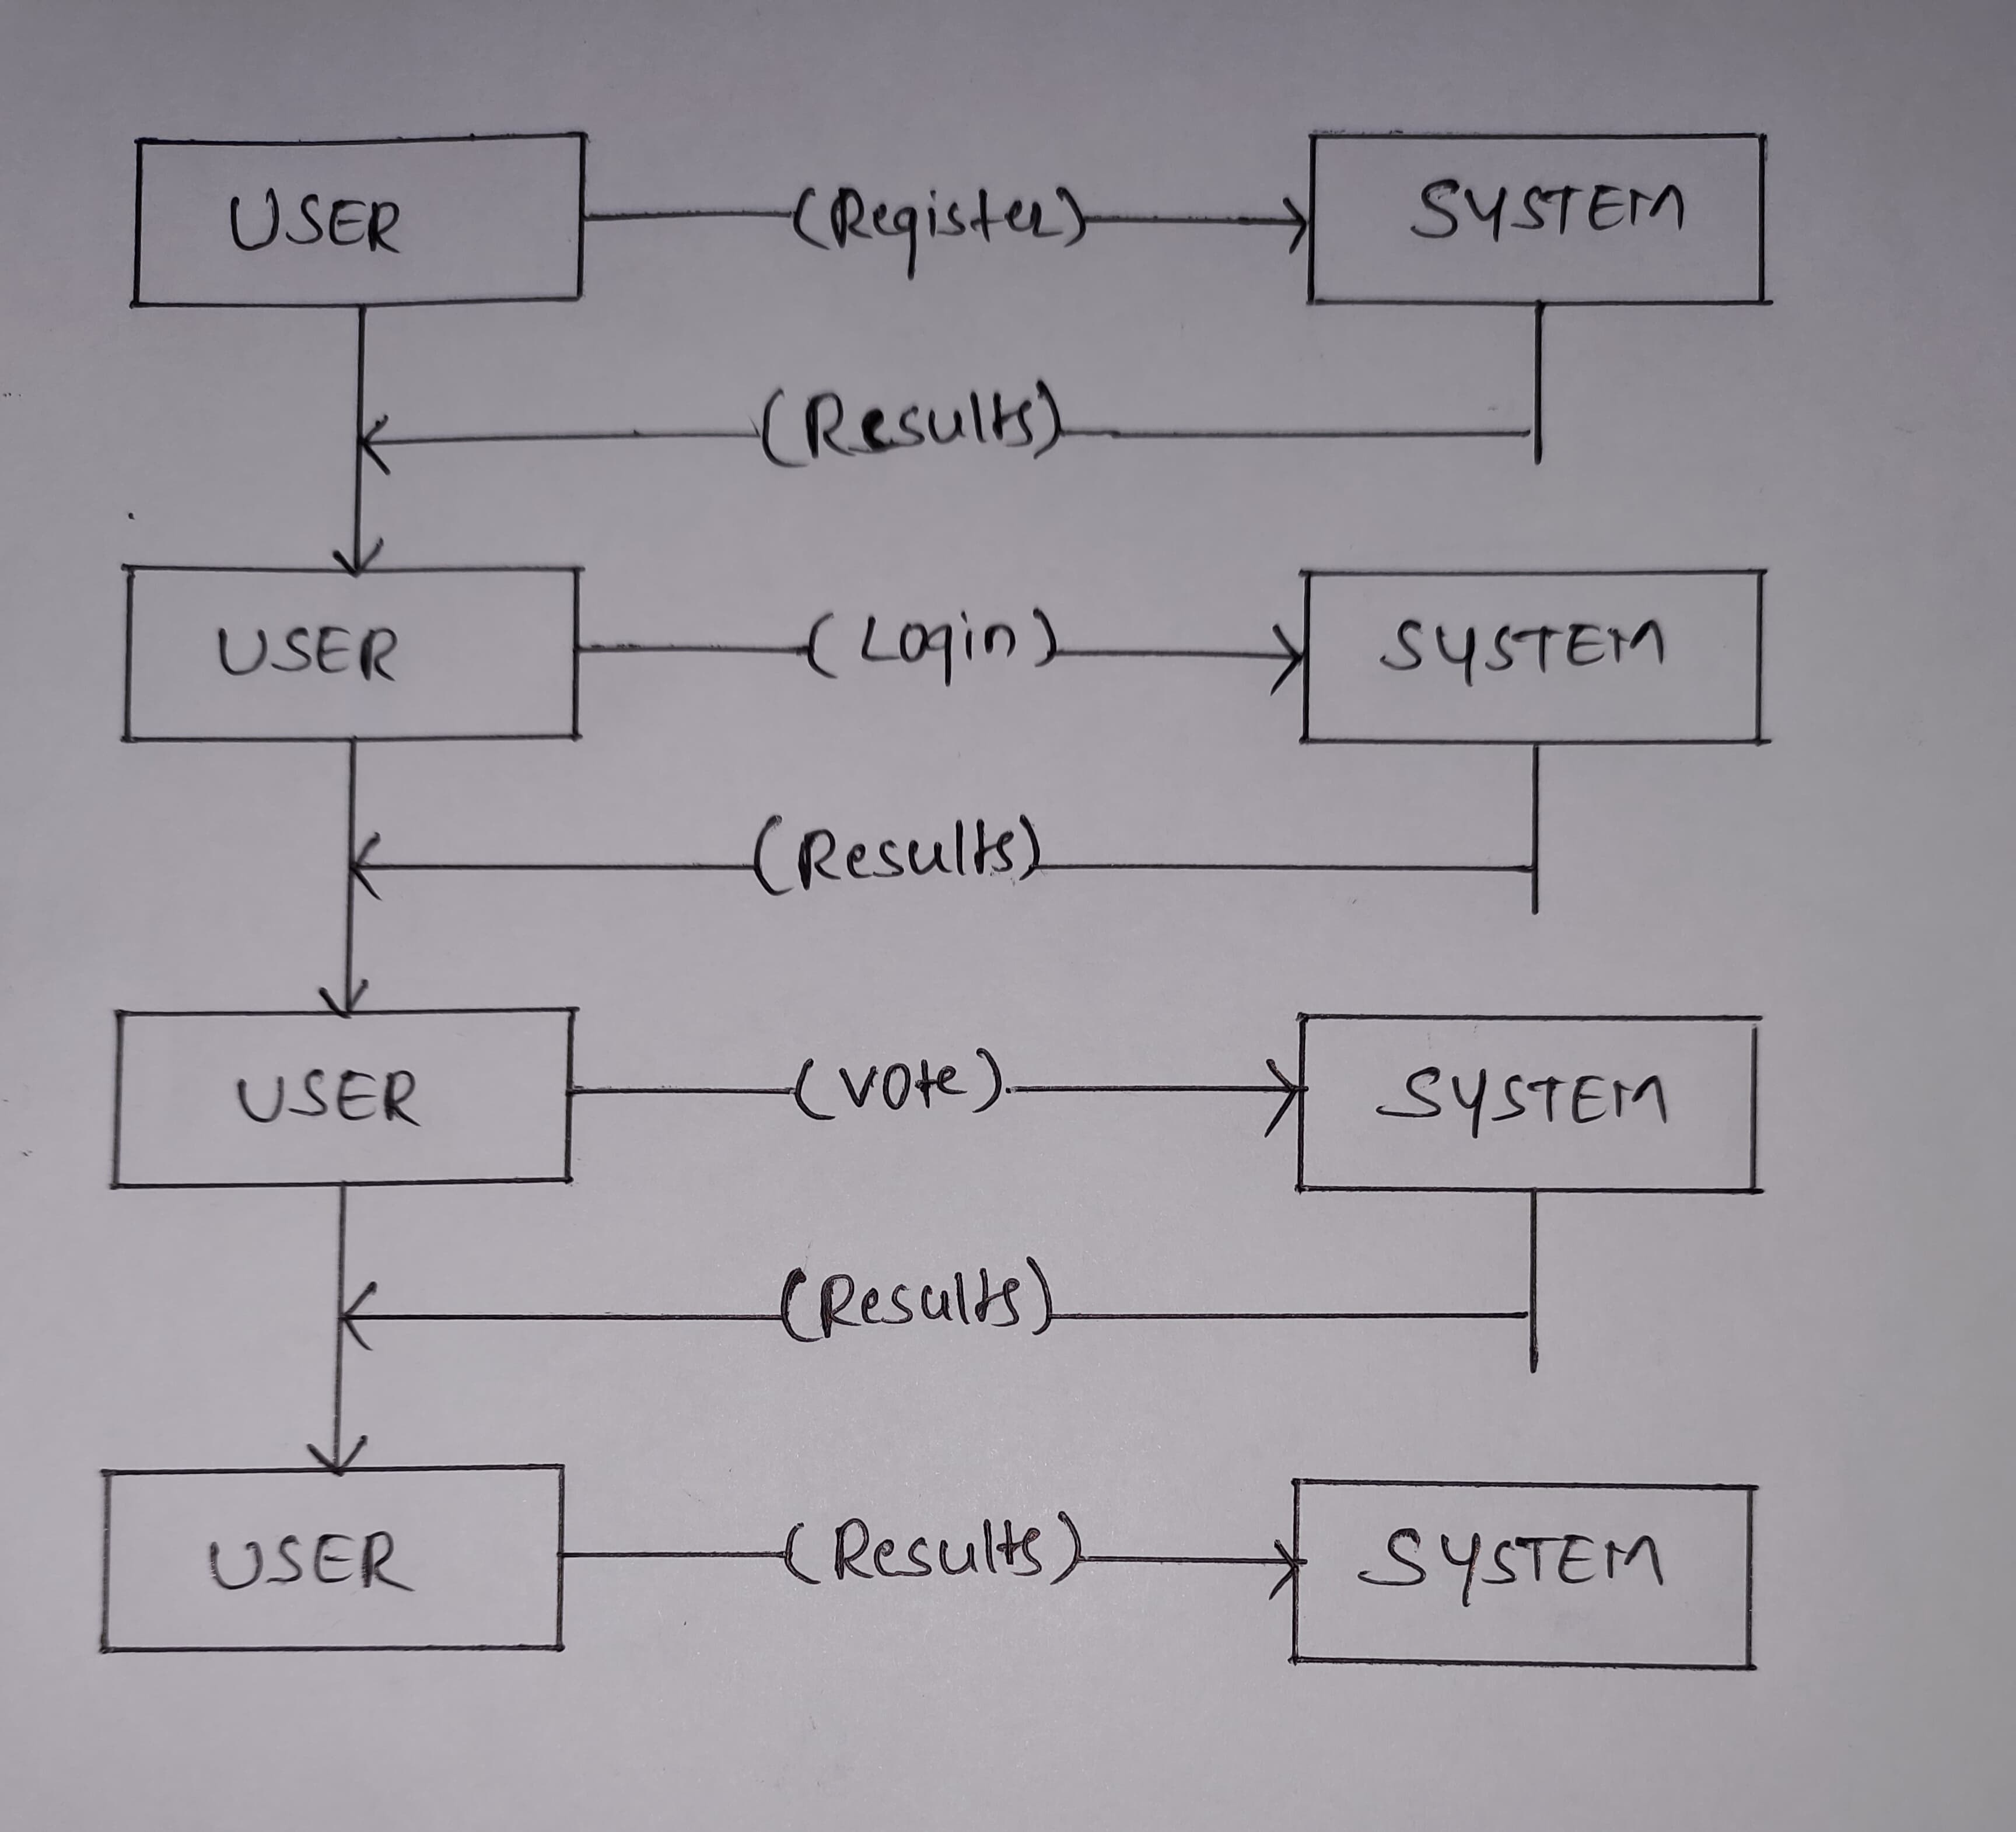 USER (Register) SYSTEM
(Results)
USER (Login) SYSTEM
(Results)
USER (Vote) SYSTEM
(Results)
USER (Results) SYSTEM